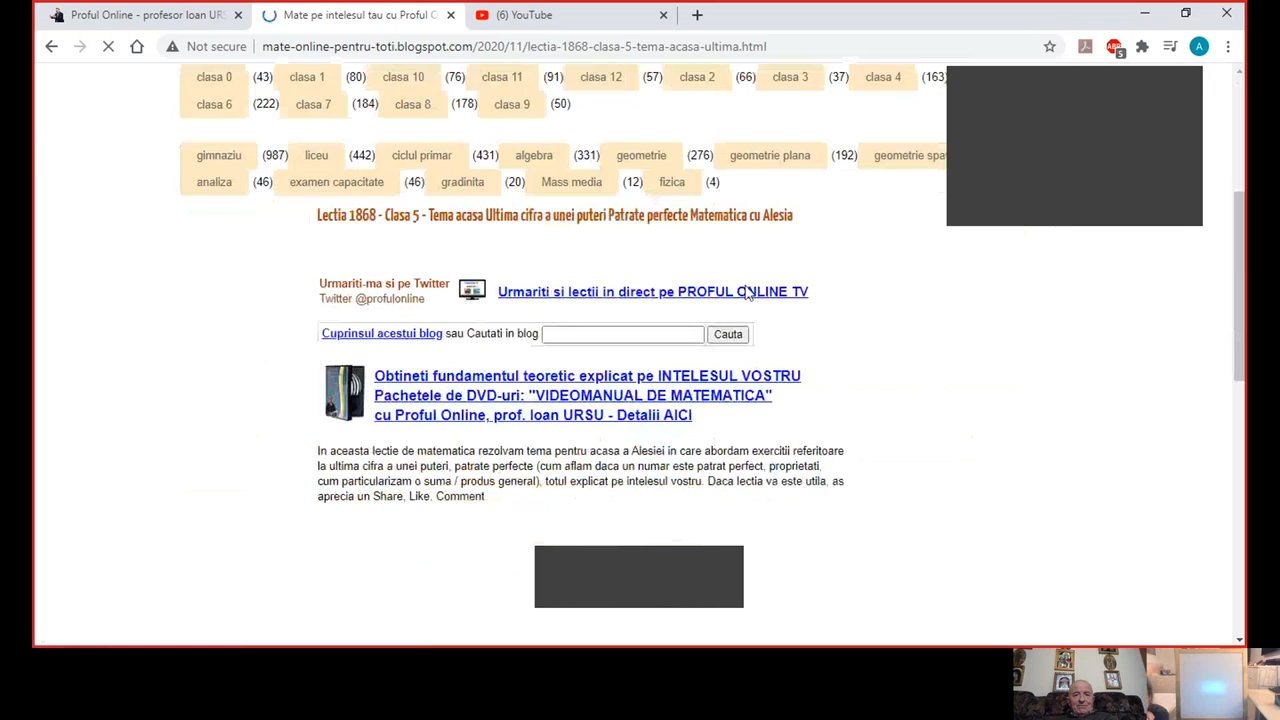 Proful Online - profesor Ioan UR
Mate pe intelesul tau cu Proful O
(6) YouTube
Not secure
mate-online-pentru-toti.blogspot.com/2020/11/lectia-1868-clasa-5-tema-acasa-ultima.html
ABP
5
A
clasa 0 (43) clasa 1 (80) clasa 10 (76) clasa 11 (91) clasa 12 (57) clasa 2 (66) clasa 3 (37) clasa 4 (163)
clasa 6 (222) clasa 7 (184) clasa 8 (178) clasa 9 (50)
gimnaziu (987) liceu (442) ciclul primar (431) algebra (331) geometrie (276) geometrie plana (192) geometrie spa
analiza (46) examen capacitate (46) gradinita (20) Mass media (12) fizica (4)
Lectia 1868 - Clasa 5 - Tema acasa Ultima cifra a unei puteri Patrate perfecte Matematica cu Alesia
Urmariti-ma si pe Twitter
Twitter @profulonline
Urmariti si lectii in direct pe PROFUL ONLINE TV
Cuprinsul acestui blog sau Cautati in blog Cauta
Obtineti fundamentul teoretic explicat pe INTELESUL VOSTRU
Pachetele de DVD-uri: "VIDEOMANUAL DE MATEMATICA"
cu Proful Online, prof. Ioan URSU - Detalii AICI
In aceasta lectie de matematica rezolvam tema pentru acasa a Alesiei in care abordam exercitii referitoare
la ultima cifra a unei puteri, patrate perfecte (cum aflam daca un numar este patrat perfect, proprietati,
cum particularizam o suma / produs general), totul explicat pe intelesul vostru. Daca lectia va este utila, as
aprecia un Share, Like, Comment